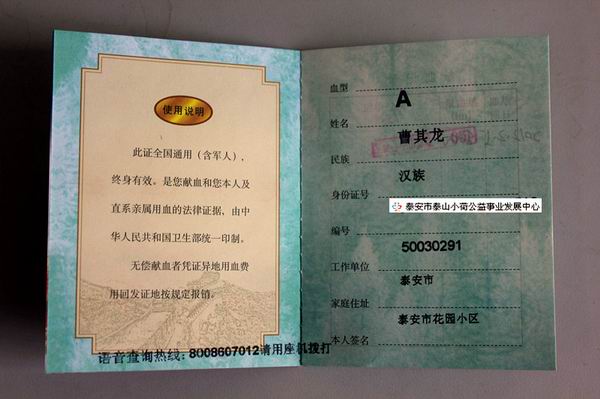 使用说明
此证全国通用（含军人），
终身有效。是您献血和您本人及
直系亲属用血的法律证据，由中
华人民共和国卫生部统一印制。
无偿献血者凭证异地用血费
用回发证地按规定报销。
语音查询热线：8008607012请用座机拨打
血型
A
姓名
曹其龙
民族
汉族
身份证号
泰安市泰山小荷公益事业发展中心
编号
50030291
工作单位
泰安市
家庭住址
泰安市花园小区
本人签名